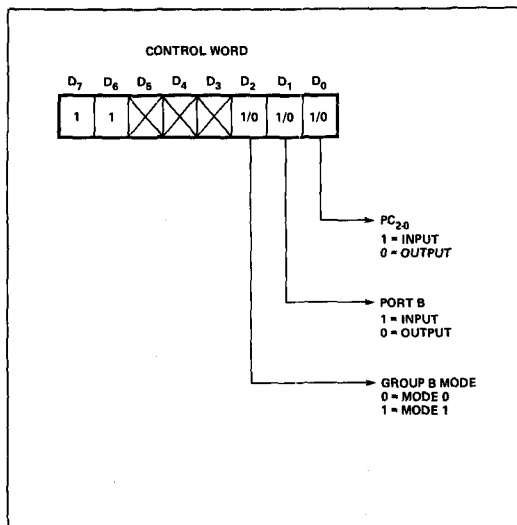 CONTROL WORD
D7 D6 D5 D4 D3 D2 D1 D0
1 1 1/0 1/0 1/0
PC2-0
1 = INPUT
0 = OUTPUT
PORT B
1 = INPUT
0 = OUTPUT
GROUP B MODE
0 = MODE 0
1 = MODE 1